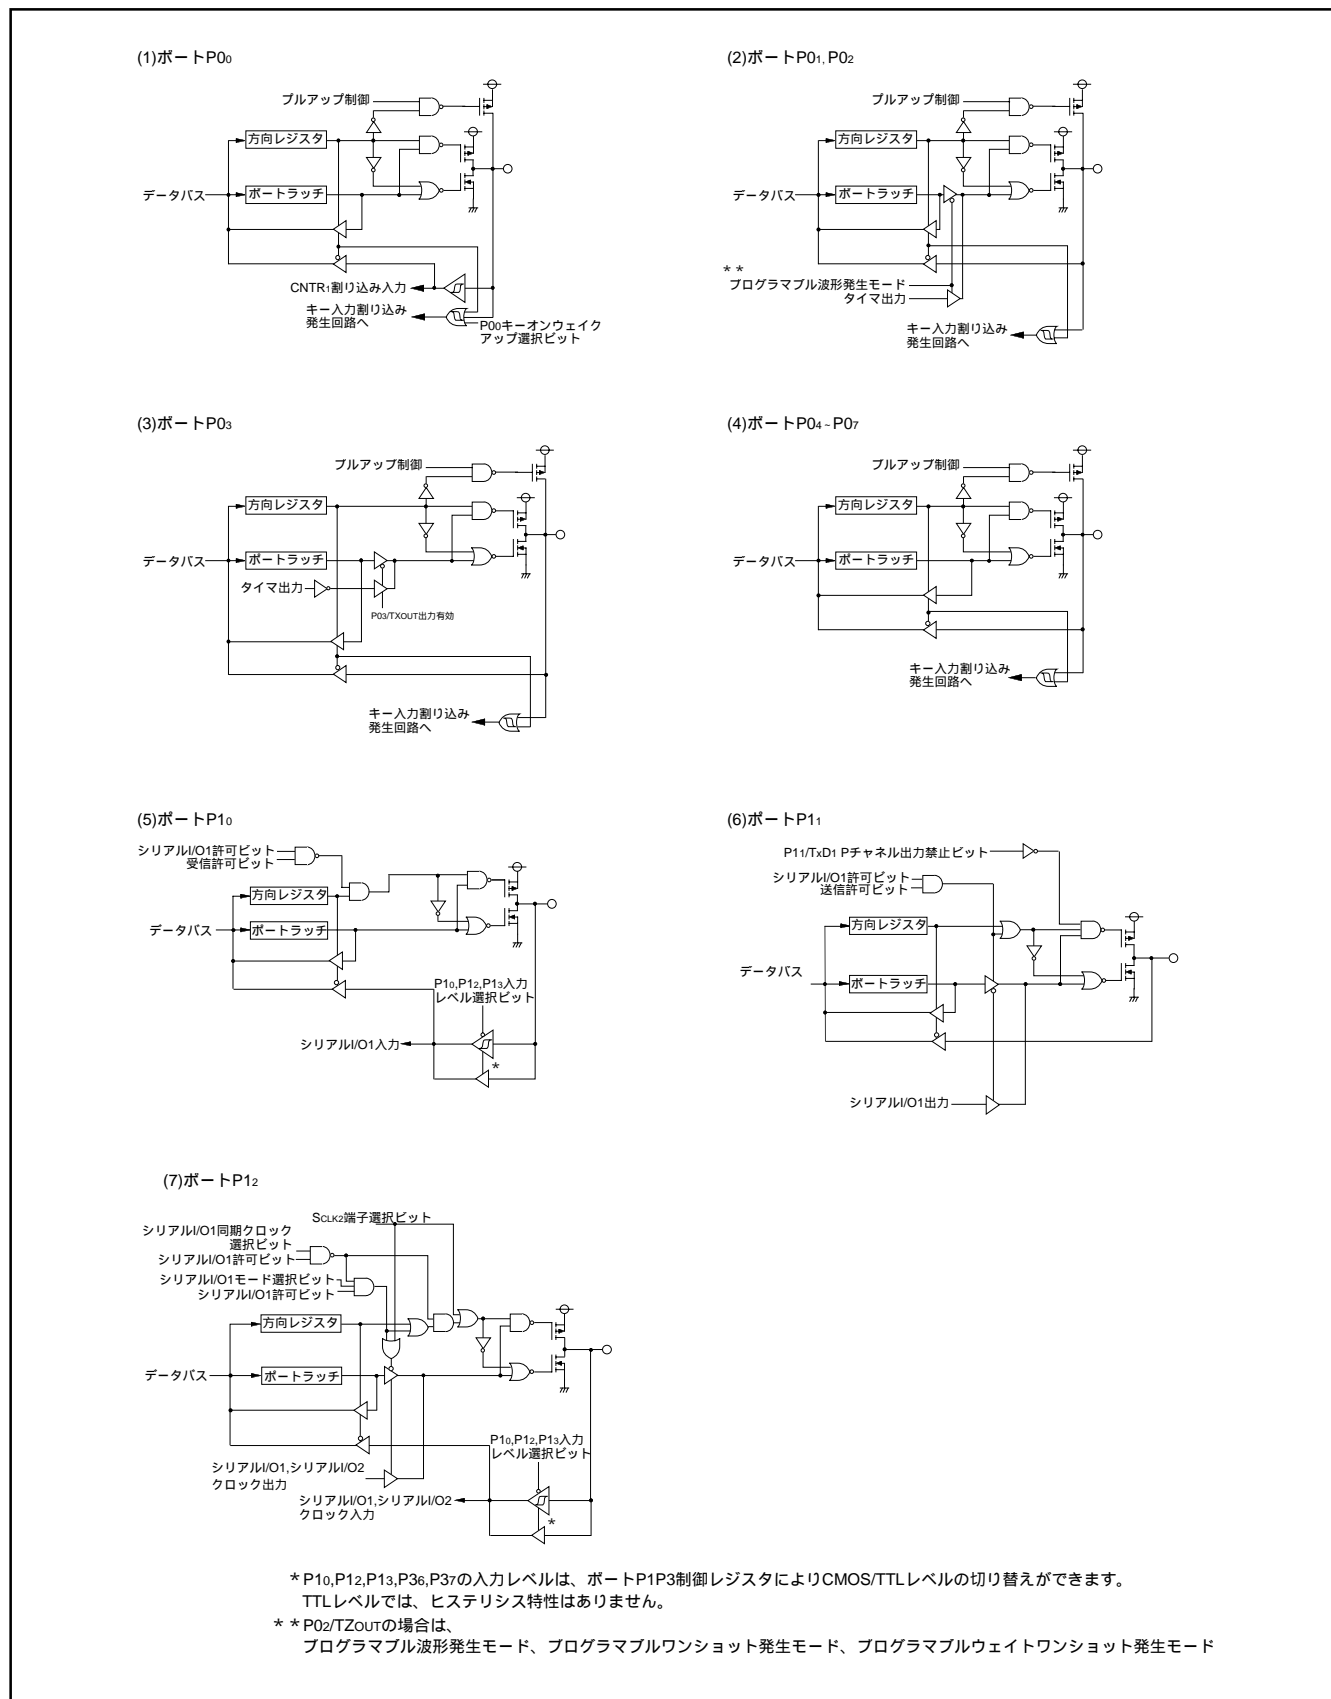 (1)ポートP00
プルアップ制御
方向レジスタ
データバス
ポートラッチ
CNTR1割り込み入力
キー入力割り込み
発生回路へ
P00キーオンウェイク
アップ選択ビット
(2)ポートP01, P02
プルアップ制御
方向レジスタ
データバス
ポートラッチ
* *
プログラマブル波形発生モード
タイマ出力
キー入力割り込み
発生回路へ
(3)ポートP03
プルアップ制御
方向レジスタ
データバス
ポートラッチ
タイマ出力
P03/TXOUT出力有効
キー入力割り込み
発生回路へ
(4)ポートP04~P07
プルアップ制御
方向レジスタ
データバス
ポートラッチ
キー入力割り込み
発生回路へ
(5)ポートP10
シリアルI/O1許可ビット
受信許可ビット
方向レジスタ
データバス
ポートラッチ
P10,P12,P13入力
レベル選択ビット
シリアルI/O1入力
*
(6)ポートP11
P11/TxD1 Pチャネル出力禁止ビット
シリアルI/O1許可ビット
送信許可ビット
方向レジスタ
データバス
ポートラッチ
シリアルI/O1出力
(7)ポートP12
SCLK2端子選択ビット
シリアルI/O1同期クロック
選択ビット
シリアルI/O1許可ビット
シリアルI/O1モード選択ビット
シリアルI/O1許可ビット
方向レジスタ
データバス
ポートラッチ
P10,P12,P13入力
レベル選択ビット
シリアルI/O1,シリアルI/O2
クロック出力
シリアルI/O1,シリアルI/O2
クロック入力
*
* P10,P12,P13,P36,P37の入力レベルは、ポートP1P3制御レジスタによりCMOS/TTLレベルの切り替えができます。
TTLレベルでは、ヒステリシス特性はありません。
* * P02/TZOUTの場合は、
プログラマブル波形発生モード、プログラマブルワンショット発生モード、プログラマブルウェイトワンショット発生モード